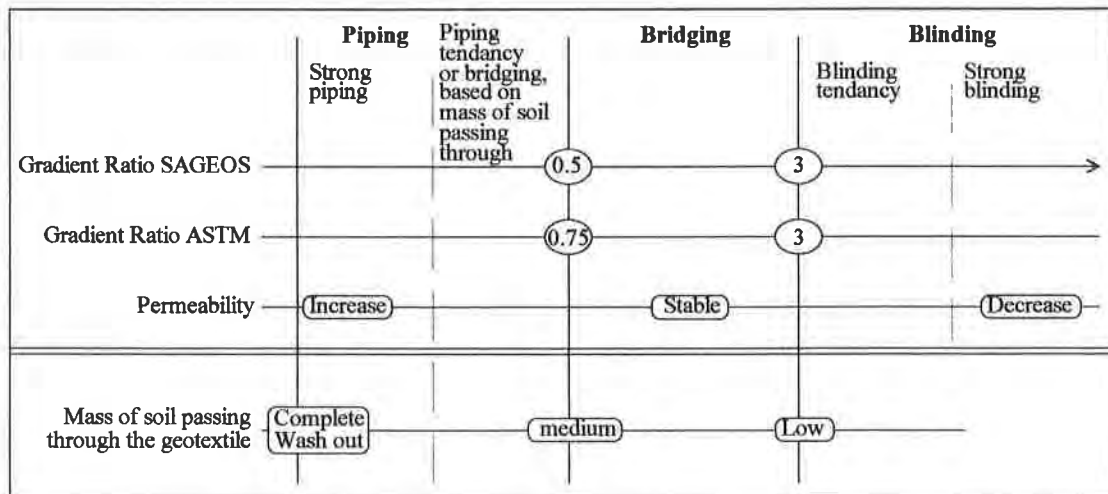 Piping
Bridging
Blinding
Strong
piping
Piping
tendancy
or bridging,
based on
mass of soil
passing
through
Blinding
tendancy
Strong
blinding
Gradient Ratio SAGEOS
0.5
3
Gradient Ratio ASTM
0.75
3
Permeability
Increase
Stable
Decrease
Mass of soil passing
through the geotextile
Complete
Wash out
medium
Low